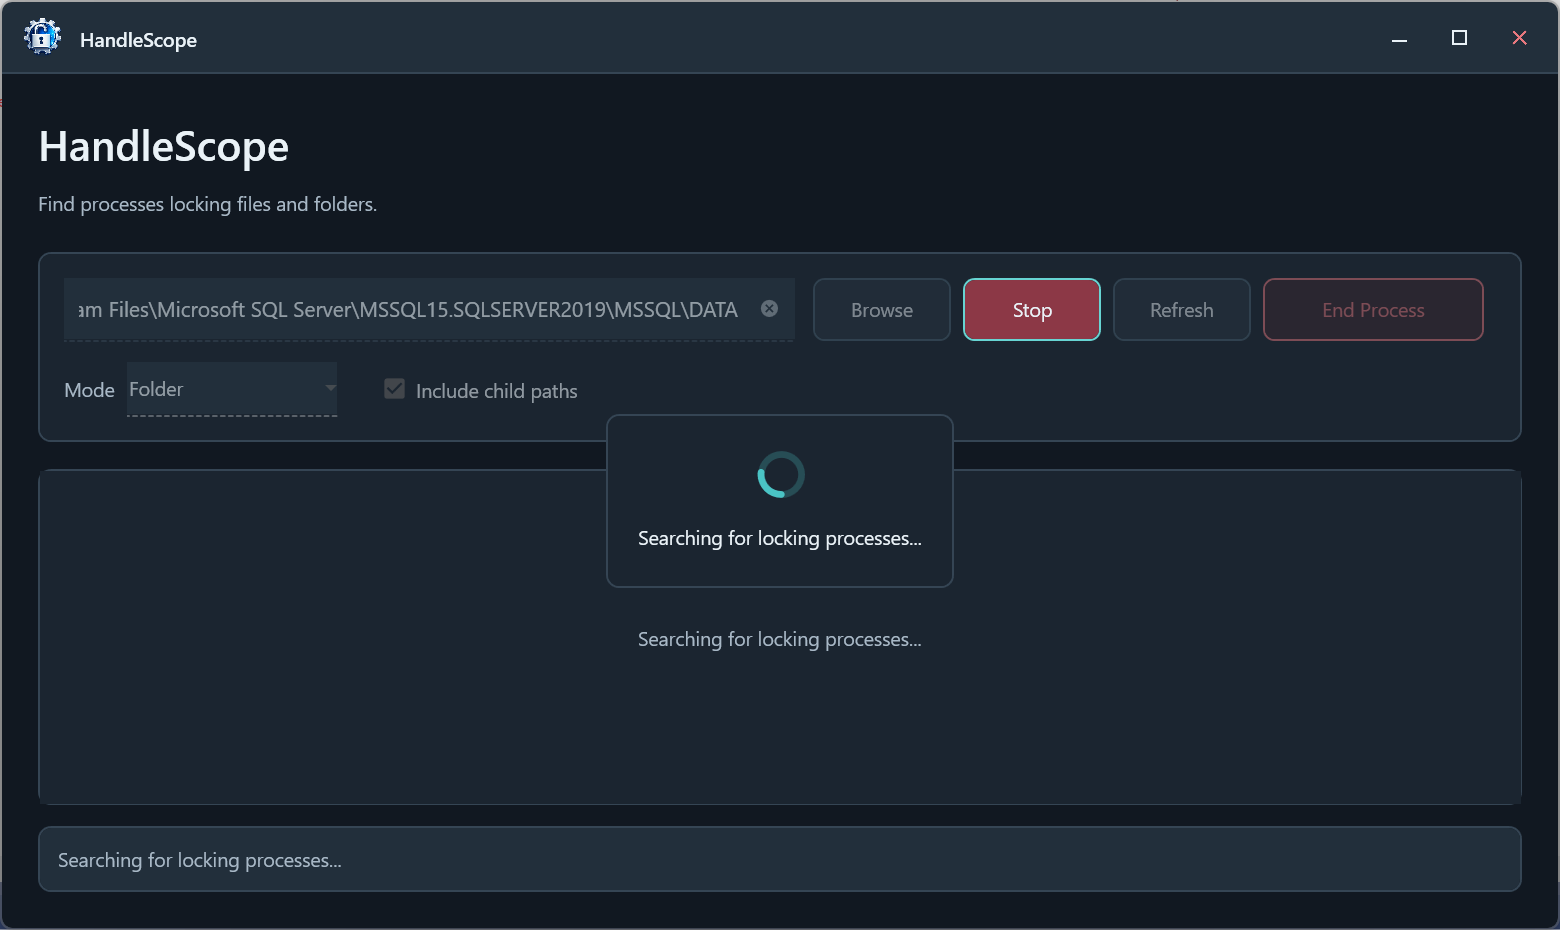 HandleScope
HandleScope
Find processes locking files and folders.
am Files\Microsoft SQL Server\MSSQL15.SQLSERVER2019\MSSQL\DATA
Browse
Stop
Refresh
End Process
Mode
Folder
Include child paths
Searching for locking processes...
Searching for locking processes...
Searching for locking processes...